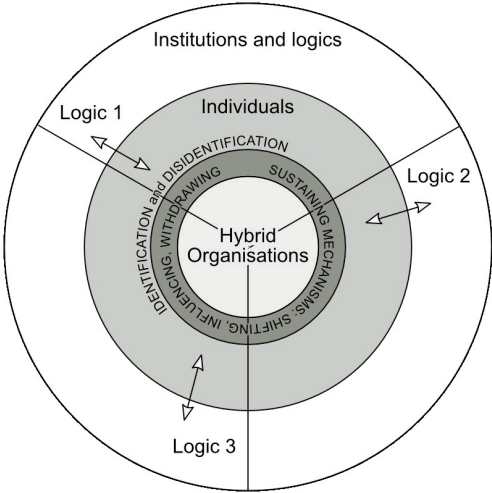 Institutions and logics
Logic 1
Individuals
IDENTIFICATION and DISIDENTIFICATION
SUSTAINING MECHANISMS: SHIFTING, INFLUENCING, WITHDRAWING
Logic 2
Hybrid
Organisations
Logic 3